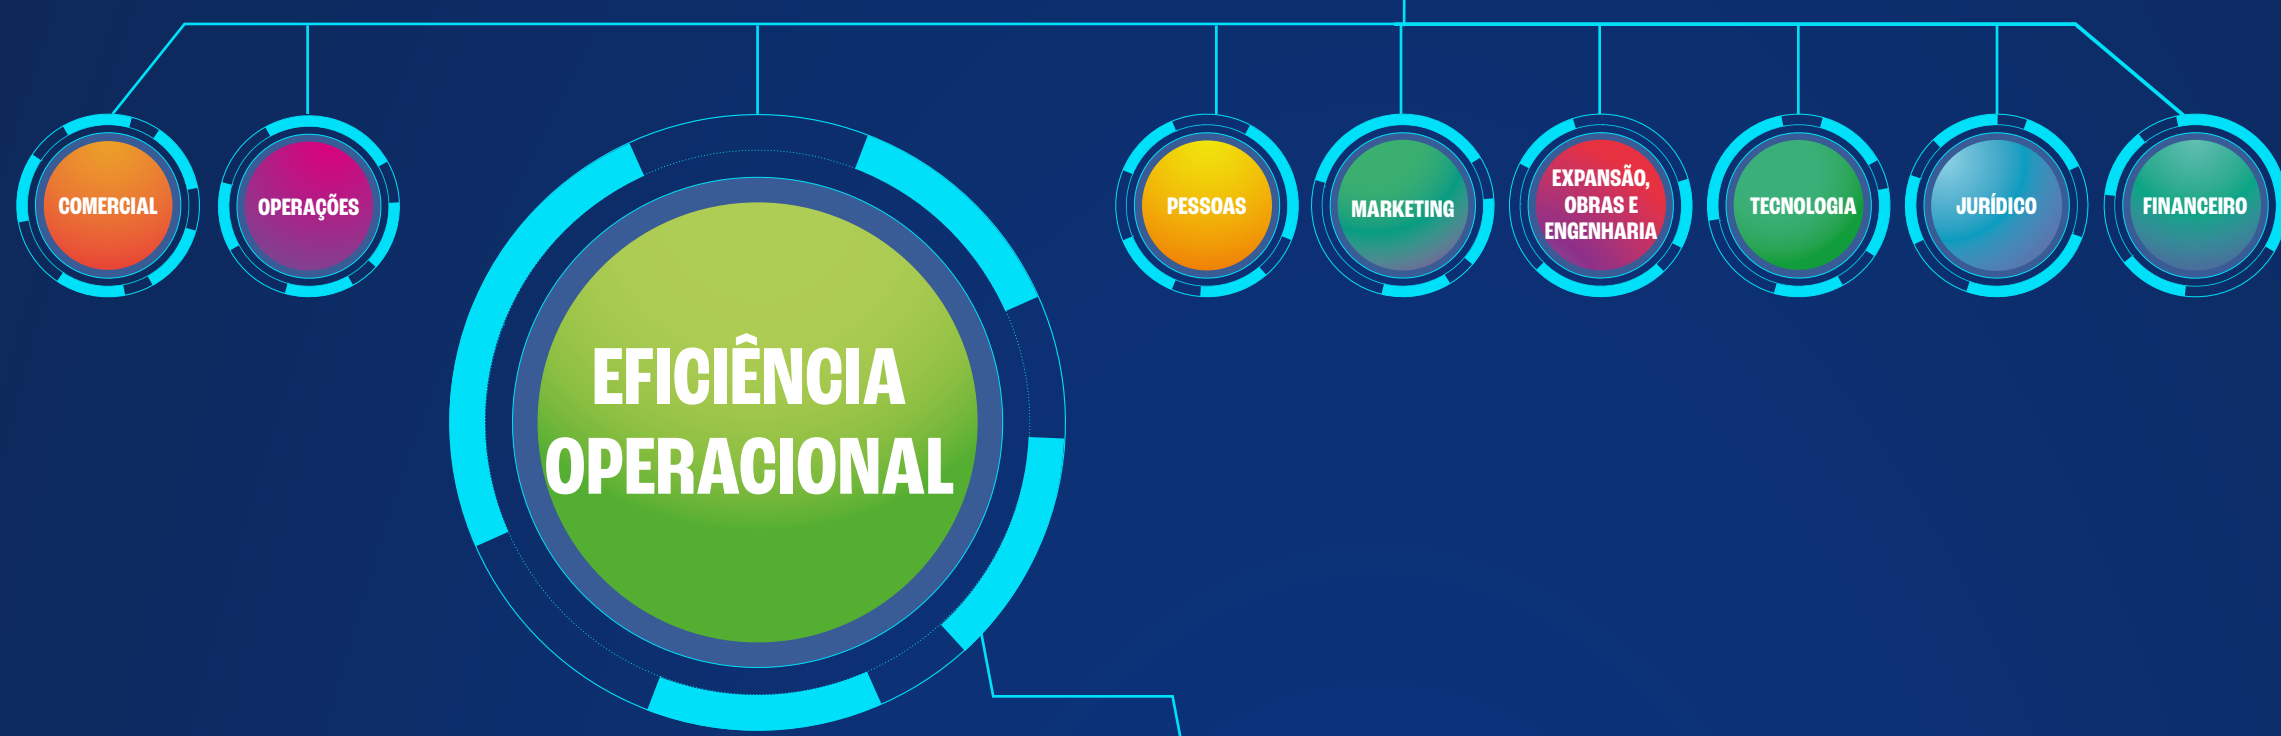 COMERCIAL
OPERAÇÕES
EFICIÊNCIA
OPERACIONAL
PESSOAS
MARKETING
EXPANSÃO,
OBRAS E
ENGENHARIA
TECNOLOGIA
JURÍDICO
FINANCEIRO